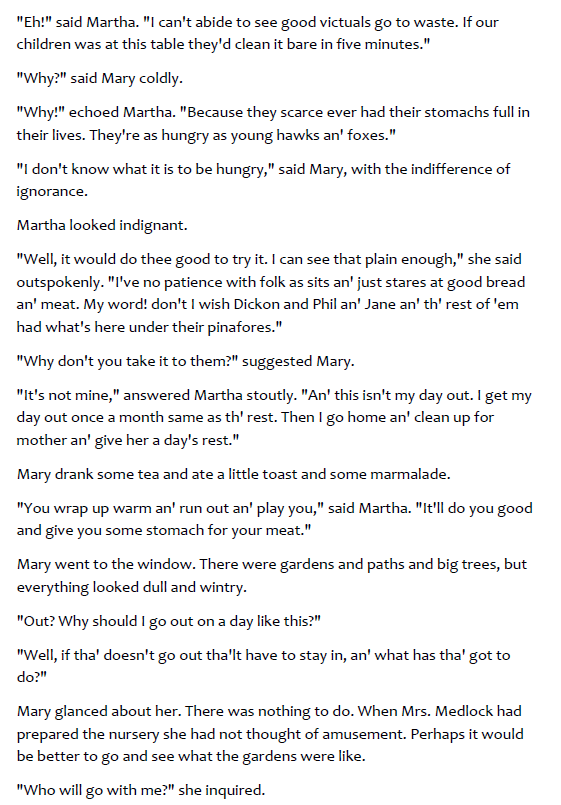 "Eh!" said Martha. "I can't abide to see good victuals go to waste. If our
children was at this table they'd clean it bare in five minutes."
"Why?" said Mary coldly.
"Why!" echoed Martha. "Because they scarce ever had their stomachs full in
their lives. They're as hungry as young hawks an' foxes."
"I don't know what it is to be hungry," said Mary, with the indifference of
ignorance.
Martha looked indignant.
"Well, it would do thee good to try it. I can see that plain enough," she said
outspokenly. "I've no patience with folk as sits an' just stares at good bread
an' meat. My word! don't I wish Dickon and Phil an' Jane an' th' rest of 'em
had what's here under their pinafores."
"Why don't you take it to them?" suggested Mary.
"It's not mine," answered Martha stoutly. "An' this isn't my day out. I get my
day out once a month same as th' rest. Then I go home an' clean up for
mother an' give her a day's rest."
Mary drank some tea and ate a little toast and some marmalade.
"You wrap up warm an' run out an' play you," said Martha. "It'll do you good
and give you some stomach for your meat."
Mary went to the window. There were gardens and paths and big trees, but
everything looked dull and wintry.
"Out? Why should I go out on a day like this?"
"Well, if tha' doesn't go out tha'lt have to stay in, an' what has tha' got to
do?"
Mary glanced about her. There was nothing to do. When Mrs. Medlock had
prepared the nursery she had not thought of amusement. Perhaps it would
be better to go and see what the gardens were like.
"Who will go with me?" she inquired.